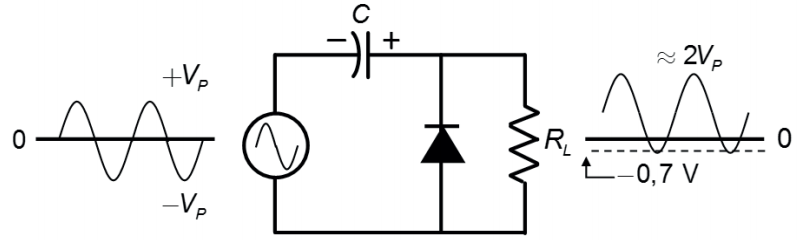 C
− +
+V_P
≈ 2V_P
0
R_L
0
−0,7 V
−V_P